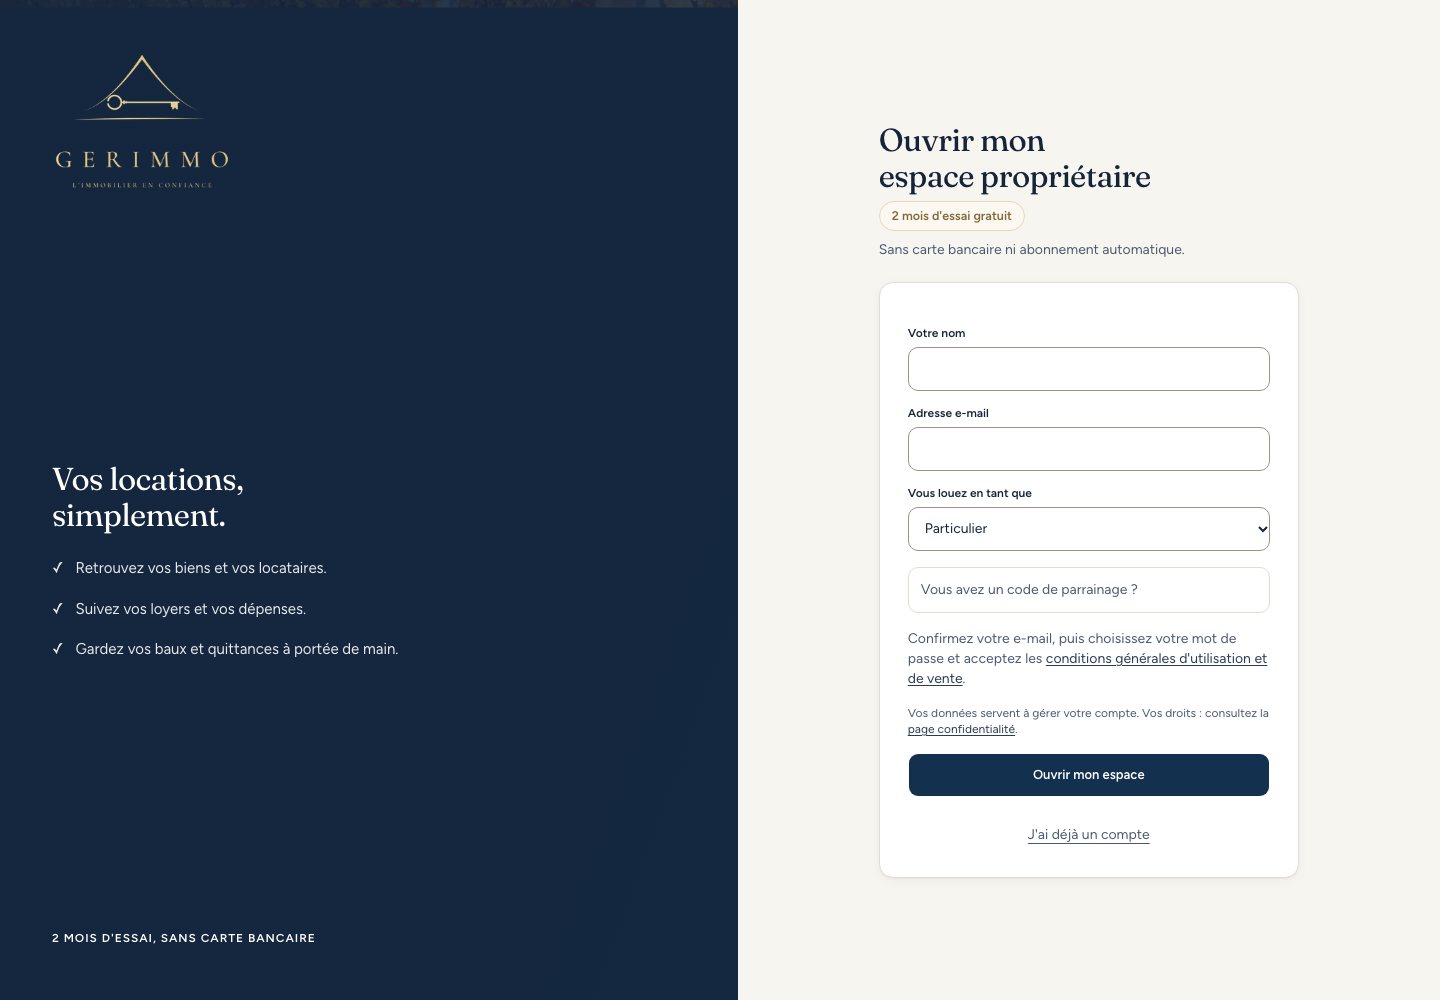 GERIMMO
L'IMMOBILIER EN CONFIANCE
Vos locations,
simplement.
✓ Retrouvez vos biens et vos locataires.
✓ Suivez vos loyers et vos dépenses.
✓ Gardez vos baux et quittances à portée de main.
2 MOIS D'ESSAI, SANS CARTE BANCAIRE
Ouvrir mon
espace propriétaire
2 mois d'essai gratuit
Sans carte bancaire ni abonnement automatique.
Votre nom
Adresse e-mail
Vous louez en tant que
Particulier
Vous avez un code de parrainage ?
Confirmez votre e-mail, puis choisissez votre mot de
passe et acceptez les conditions générales d'utilisation et
de vente.
Vos données servent à gérer votre compte. Vos droits : consultez la
page confidentialité.
Ouvrir mon espace
J'ai déjà un compte